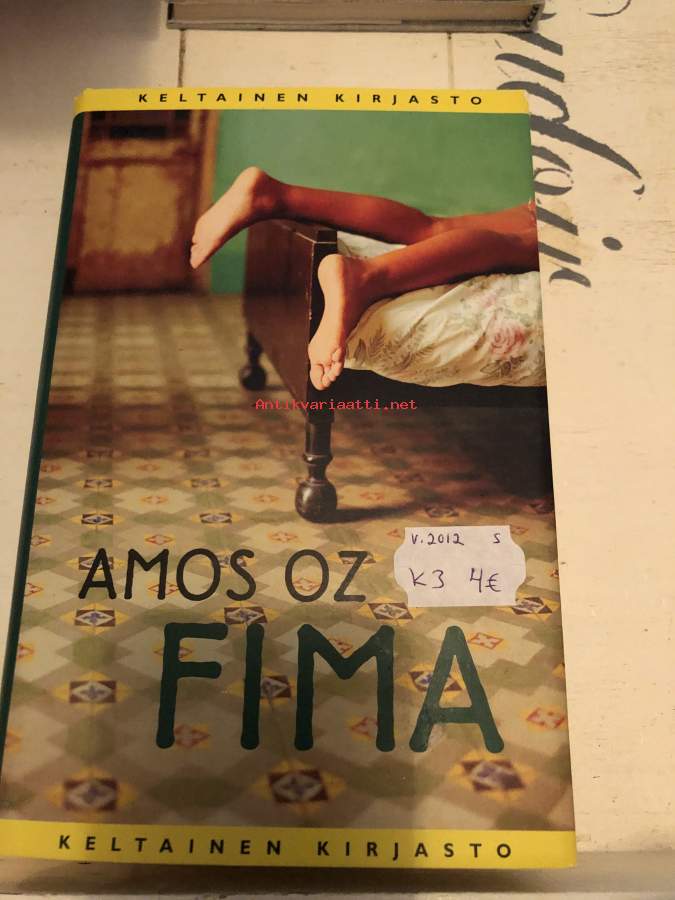 KELTAINEN KIRJASTO
Antikvariaatti.net
AMOS OZ
V. 2012 S
K3 4€
FIMA
KELTAINEN KIRJASTO